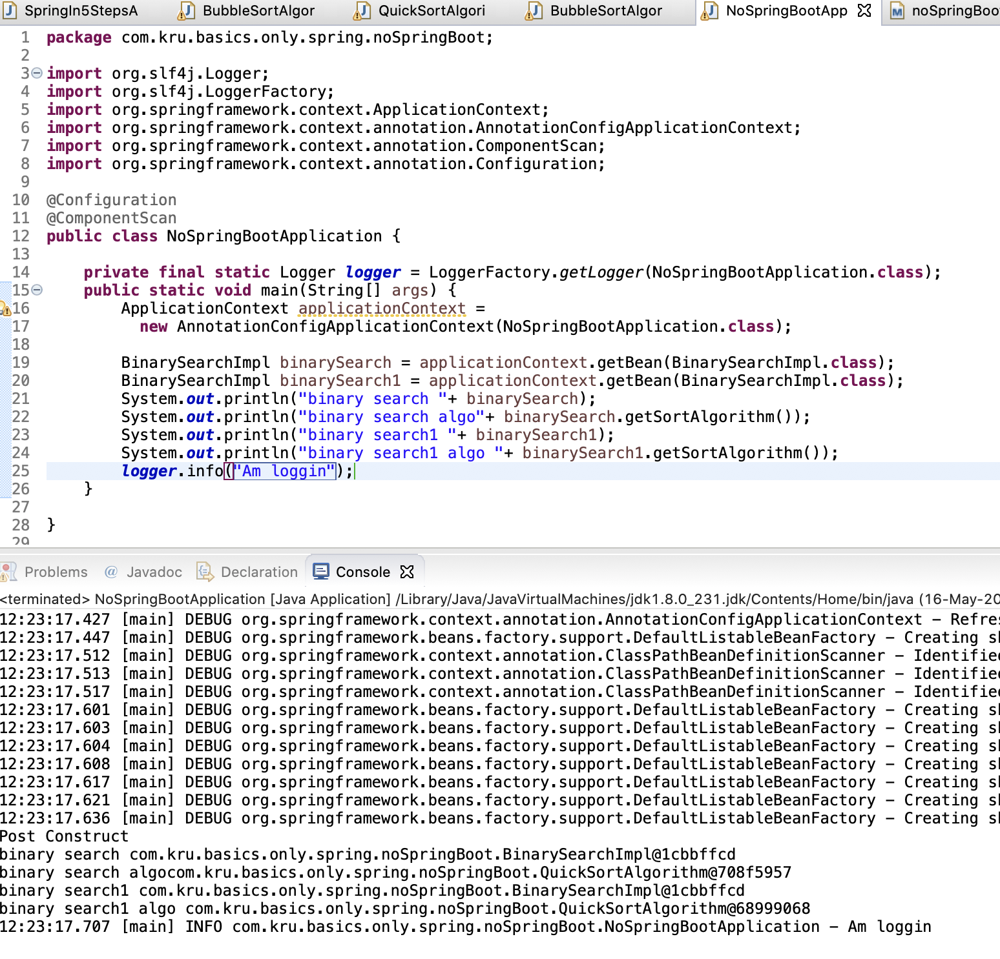 SpringIn5StepsA BubbleSortAlgor QuickSortAlgori BubbleSortAlgor NoSpringBootApp noSpringBoo
1 package com.kru.basics.only.spring.noSpringBoot;
2
3 import org.slf4j.Logger;
4 import org.slf4j.LoggerFactory;
5 import org.springframework.context.ApplicationContext;
6 import org.springframework.context.annotation.AnnotationConfigApplicationContext;
7 import org.springframework.context.annotation.ComponentScan;
8 import org.springframework.context.annotation.Configuration;
9
10 @Configuration
11 @ComponentScan
12 public class NoSpringBootApplication {
13
14 private final static Logger logger = LoggerFactory.getLogger(NoSpringBootApplication.class);
15 public static void main(String[] args) {
16 ApplicationContext applicationContext =
17 new AnnotationConfigApplicationContext(NoSpringBootApplication.class);
18
19 BinarySearchImpl binarySearch = applicationContext.getBean(BinarySearchImpl.class);
20 BinarySearchImpl binarySearch1 = applicationContext.getBean(BinarySearchImpl.class);
21 System.out.println("binary search "+ binarySearch);
22 System.out.println("binary search algo"+ binarySearch.getSortAlgorithm());
23 System.out.println("binary search1 "+ binarySearch1);
24 System.out.println("binary search1 algo "+ binarySearch1.getSortAlgorithm());
25 logger.info("Am loggin");
26 }
27
28 }
29
Problems @ Javadoc Declaration Console
<terminated> NoSpringBootApplication [Java Application] /Library/Java/JavaVirtualMachines/jdk1.8.0_231.jdk/Contents/Home/bin/java (16-May-20
12:23:17.427 [main] DEBUG org.springframework.context.annotation.AnnotationConfigApplicationContext - Refres
12:23:17.447 [main] DEBUG org.springframework.beans.factory.support.DefaultListableBeanFactory - Creating sh
12:23:17.512 [main] DEBUG org.springframework.context.annotation.ClassPathBeanDefinitionScanner - Identified
12:23:17.513 [main] DEBUG org.springframework.context.annotation.ClassPathBeanDefinitionScanner - Identified
12:23:17.517 [main] DEBUG org.springframework.context.annotation.ClassPathBeanDefinitionScanner - Identified
12:23:17.601 [main] DEBUG org.springframework.beans.factory.support.DefaultListableBeanFactory - Creating sh
12:23:17.603 [main] DEBUG org.springframework.beans.factory.support.DefaultListableBeanFactory - Creating sh
12:23:17.604 [main] DEBUG org.springframework.beans.factory.support.DefaultListableBeanFactory - Creating sh
12:23:17.608 [main] DEBUG org.springframework.beans.factory.support.DefaultListableBeanFactory - Creating sh
12:23:17.617 [main] DEBUG org.springframework.beans.factory.support.DefaultListableBeanFactory - Creating sh
12:23:17.621 [main] DEBUG org.springframework.beans.factory.support.DefaultListableBeanFactory - Creating sh
12:23:17.636 [main] DEBUG org.springframework.beans.factory.support.DefaultListableBeanFactory - Creating sh
Post Construct
binary search com.kru.basics.only.spring.noSpringBoot.BinarySearchImpl@1cbbffcd
binary search algocom.kru.basics.only.spring.noSpringBoot.QuickSortAlgorithm@708f5957
binary search1 com.kru.basics.only.spring.noSpringBoot.BinarySearchImpl@1cbbffcd
binary search1 algo com.kru.basics.only.spring.noSpringBoot.QuickSortAlgorithm@68999068
12:23:17.707 [main] INFO com.kru.basics.only.spring.noSpringBoot.NoSpringBootApplication - Am loggin